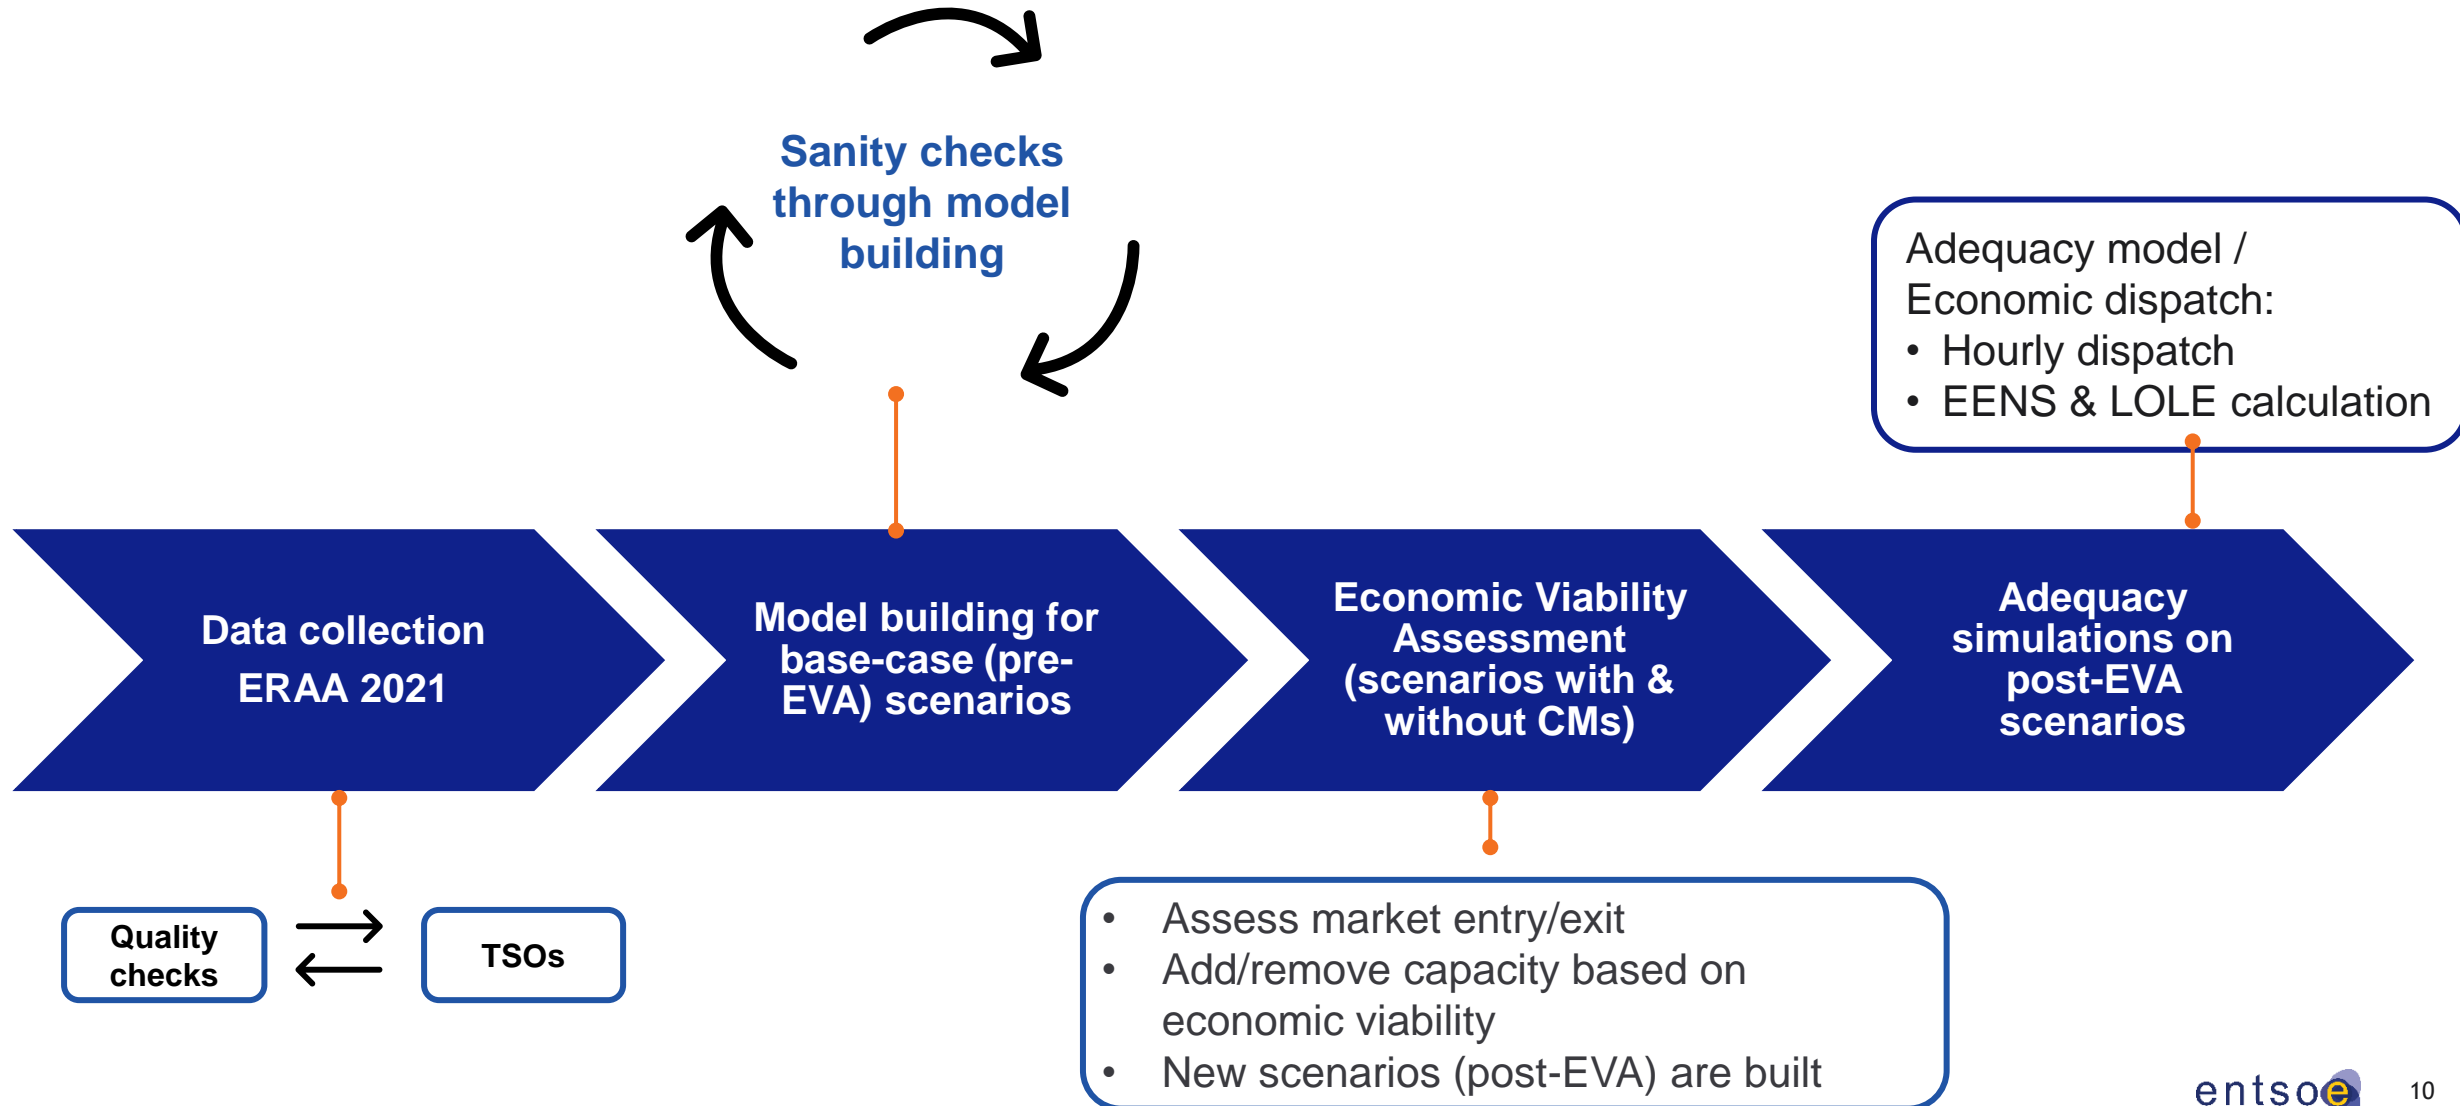 Sanity checks
through model
building
Adequacy model /
Economic dispatch:
• Hourly dispatch
• EENS & LOLE calculation
Data collection
ERAA 2021
Model building for
base-case (pre-
EVA) scenarios
Economic Viability
Assessment
(scenarios with &
without CMs)
Adequacy
simulations on
post-EVA
scenarios
Quality
checks
TSOs
• Assess market entry/exit
• Add/remove capacity based on
economic viability
• New scenarios (post-EVA) are built
entsoe
10